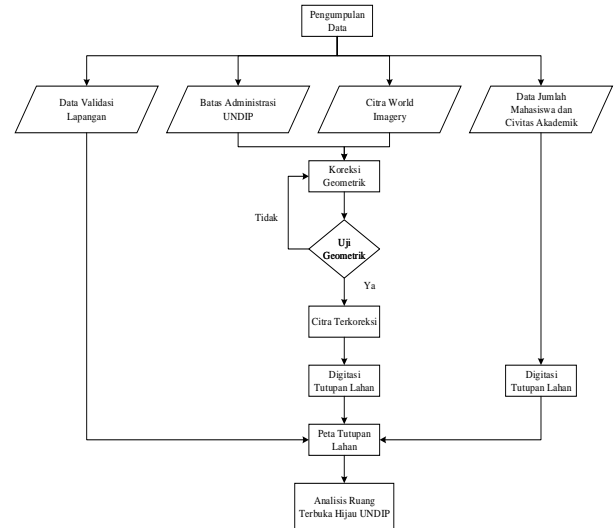 Pengumpulan
Data
Data Validasi
Lapangan
Batas Administrasi
UNDIP
Citra World
Imagery
Data Jumlah
Mahasiswa dan
Civitas Akademik
Koreksi
Geometrik
Tidak
Uji
Geometrik
Ya
Citra Terkoreksi
Digitasi
Tutupan Lahan
Digitasi
Tutupan Lahan
Peta Tutupan
Lahan
Analisis Ruang
Terbuka Hijau UNDIP